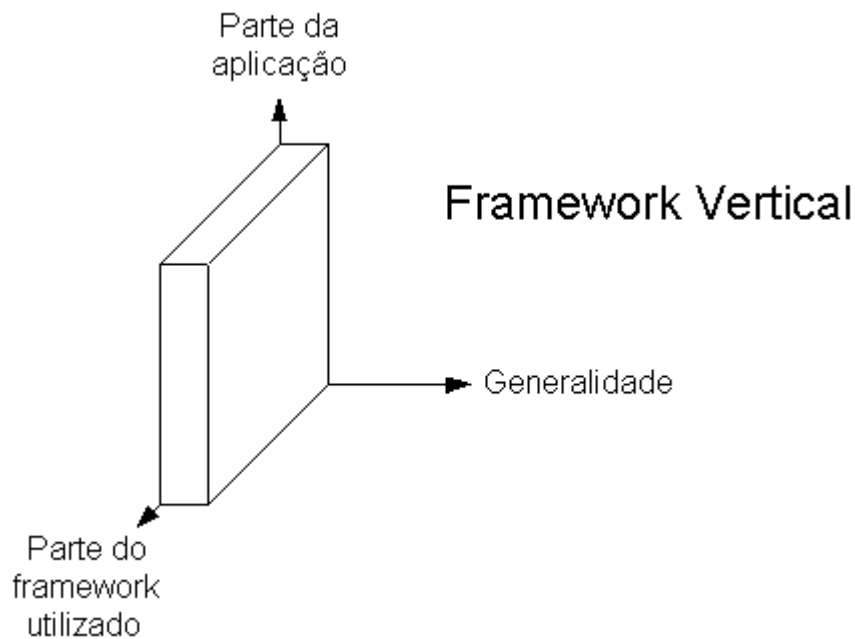 Parte da
aplicação
Framework Vertical
Generalidade
Parte do
framework
utilizado